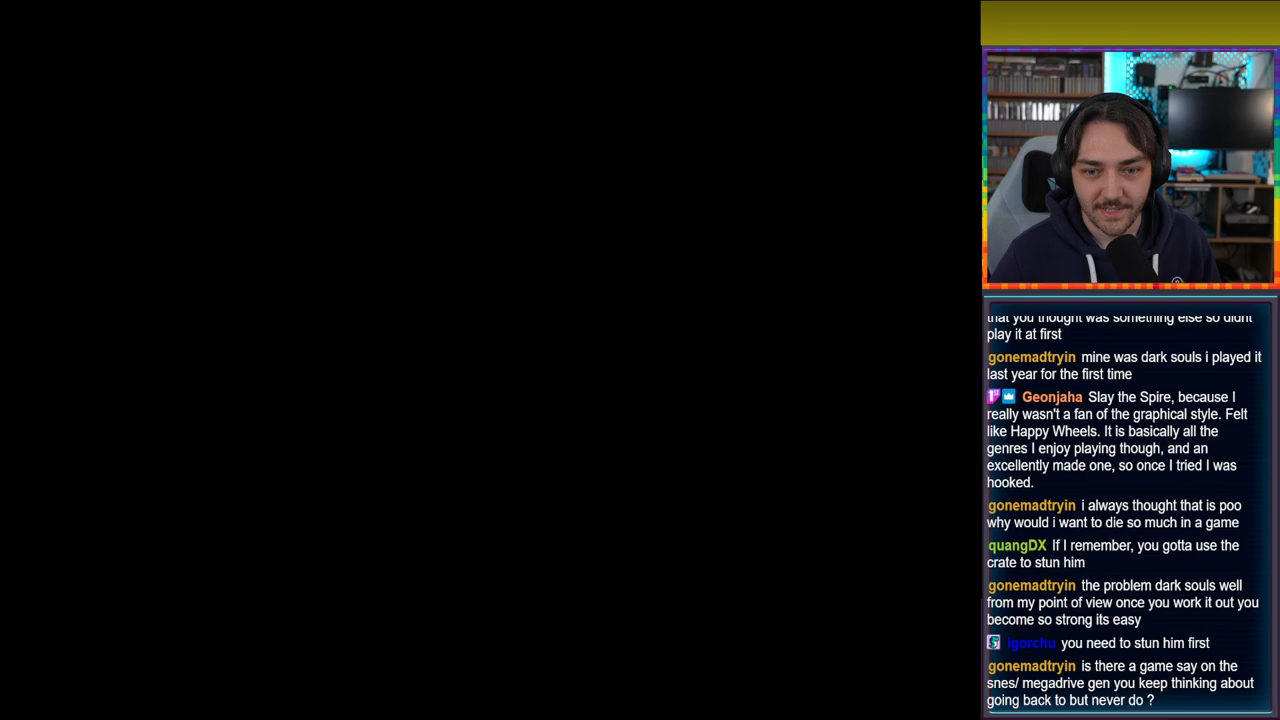 that you thought was something else so didnt
play it at first
gonemadtryin mine was dark souls i played it
last year for the first time
Geonjaha Slay the Spire, because I
really wasn't a fan of the graphical style. Felt
like Happy Wheels. It is basically all the
genres I enjoy playing though, and an
excellently made one, so once I tried I was
hooked.
gonemadtryin i always thought that is poo
why would i want to die so much in a game
quangDX If I remember, you gotta use the
crate to stun him
gonemadtryin the problem dark souls well
from my point of view once you work it out you
become so strong its easy
igorchu you need to stun him first
gonemadtryin is there a game say on the
snes/ megadrive gen you keep thinking about
going back to but never do ?